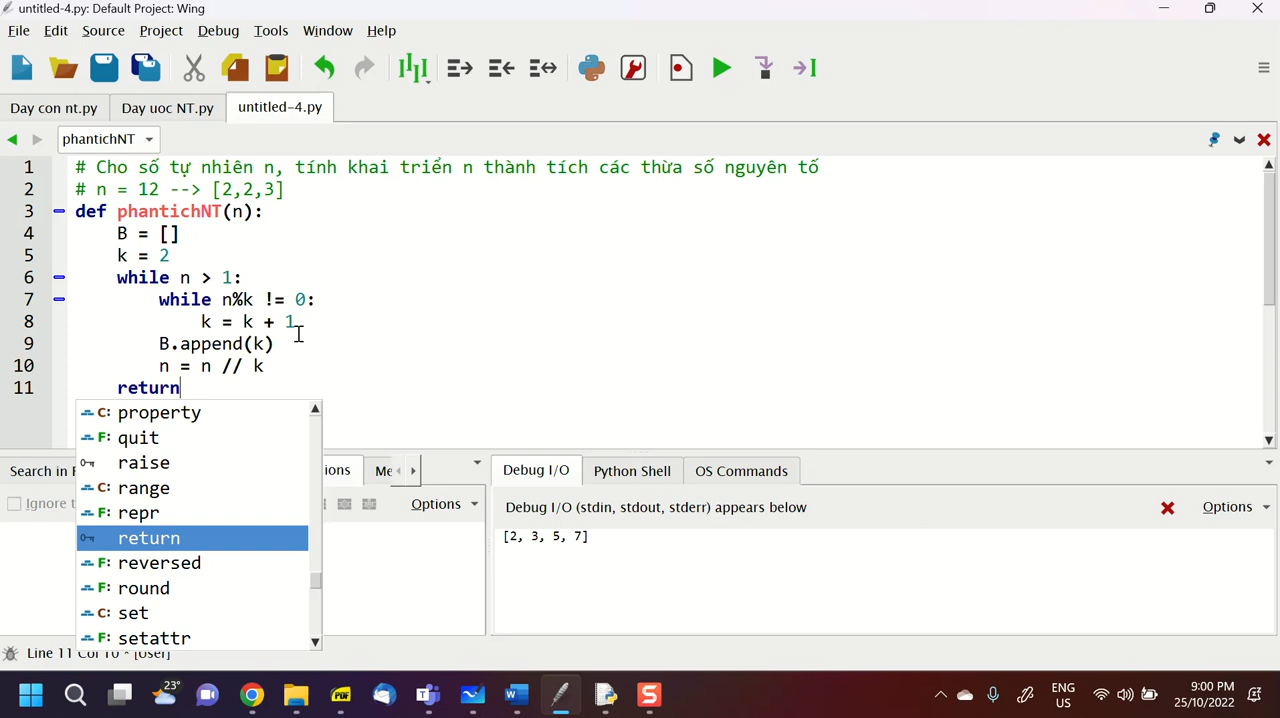 untitled-4.py: Default Project: Wing
File Edit Source Project Debug Tools Window Help
Day con nt.py Day uoc NT.py untitled-4.py
phantichNT
1 # Cho số tự nhiên n, tính khai triển n thành tích các thừa số nguyên tố
2 # n = 12 --> [2,2,3]
3 def phantichNT(n):
4 B = []
5 k = 2
6 while n > 1:
7 while n%k != 0:
8 k = k + 1
9 B.append(k)
10 n = n // k
11 return
C: property
F: quit
raise
C: range
F: repr
return
F: reversed
F: round
C: set
F: setattr
Search in F ions Me
Ignore t Options
Debug I/O Python Shell OS Commands
Debug I/O (stdin, stdout, stderr) appears below Options
[2, 3, 5, 7]
Line 11 Col 10 * [User]
23°
PDF
ENG
US
9:00 PM
25/10/2022